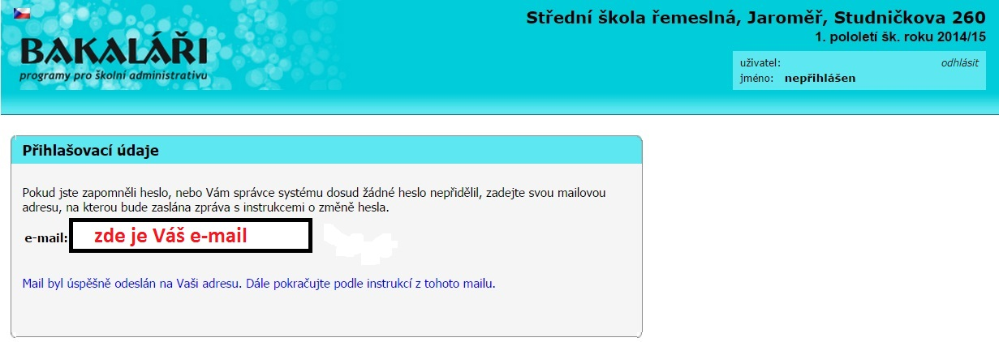 Střední škola řemeslná, Jaroměř, Studničkova 260
1. pololetí šk. roku 2014/15
BAKALÁŘI
programy pro školní administrativu
uživatel: odhlásit
jméno: nepřihlášen
Přihlašovací údaje
Pokud jste zapomněli heslo, nebo Vám správce systému dosud žádné heslo nepřidělil, zadejte svou mailovou
adresu, na kterou bude zaslána zpráva s instrukcemi o změně hesla.
e-mail: zde je Váš e-mail
Mail byl úspěšně odeslán na Vaši adresu. Dále pokračujte podle instrukcí z tohoto mailu.